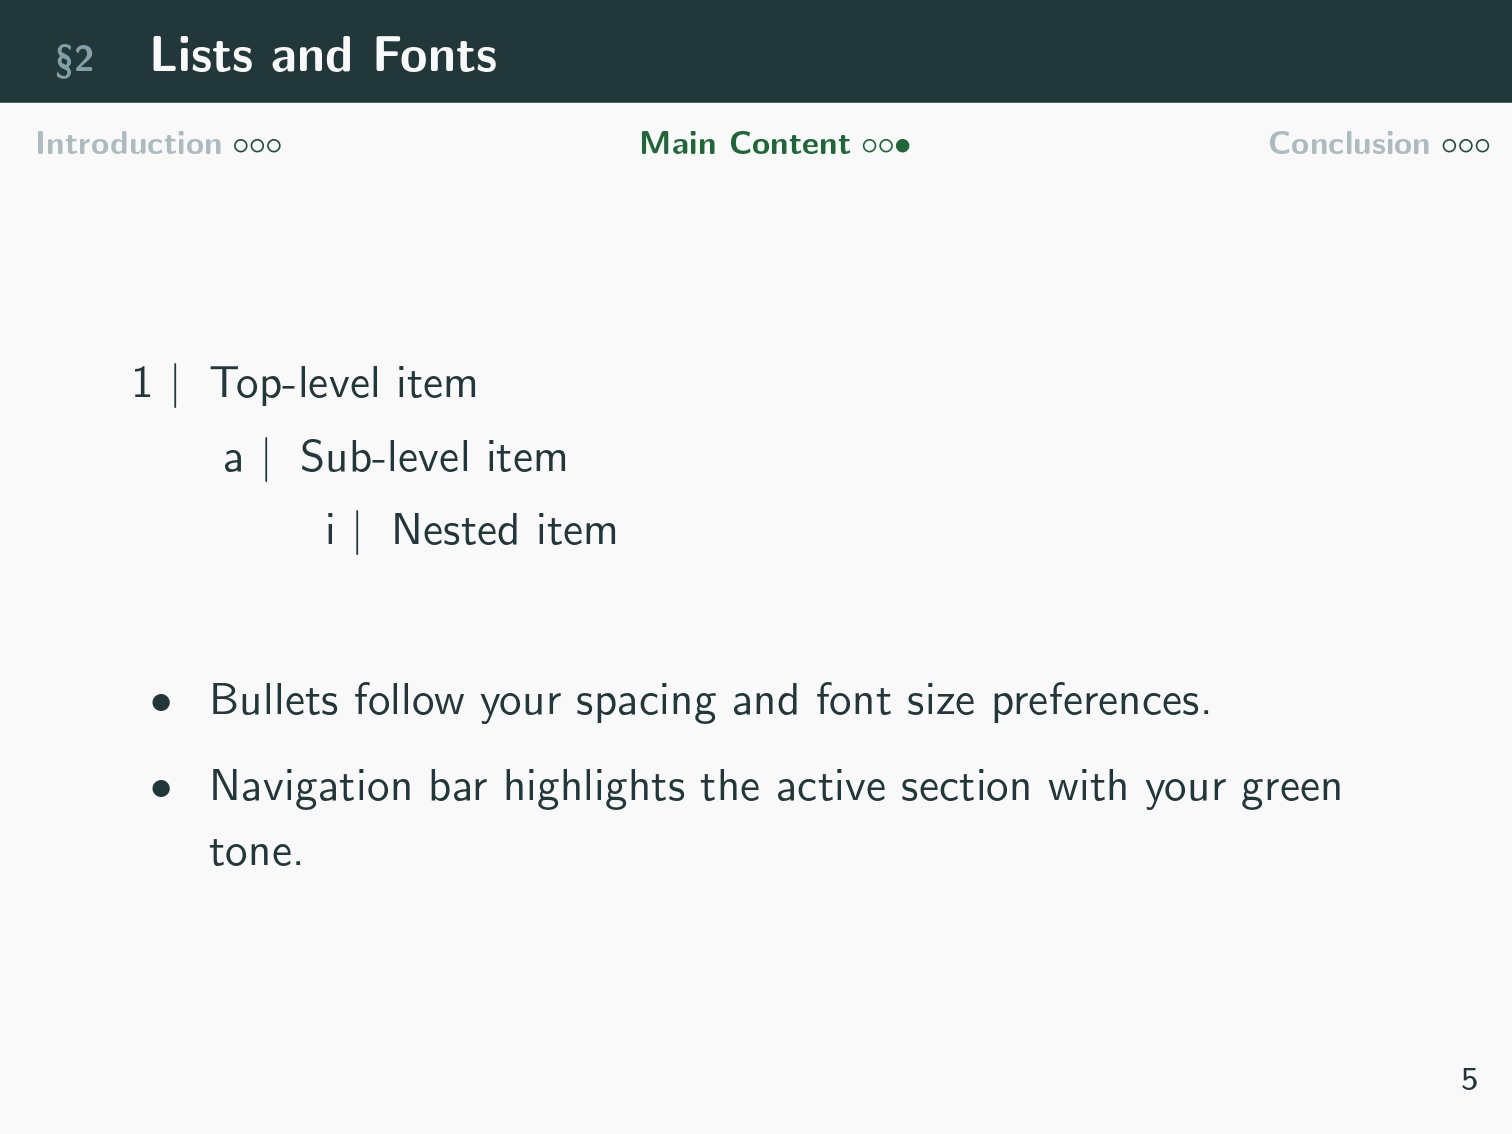 §2 Lists and Fonts
Introduction ○○○ Main Content ○○● Conclusion ○○○
1 | Top-level item
a | Sub-level item
i | Nested item
• Bullets follow your spacing and font size preferences.
• Navigation bar highlights the active section with your green
tone.
5